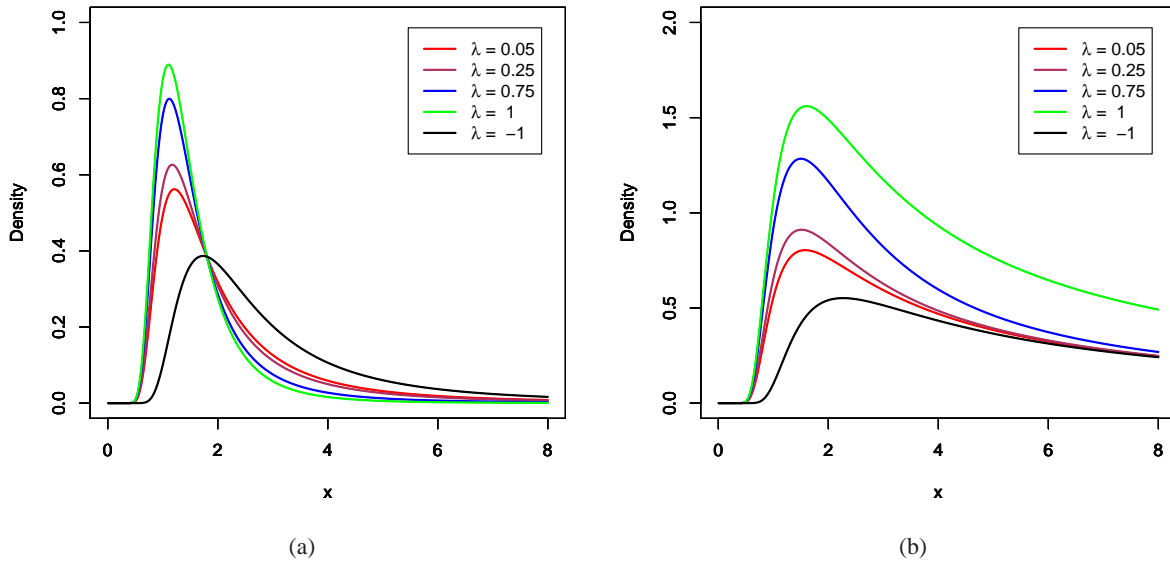 0.0 0.2 0.4 0.6 0.8 1.0
Density
λ = 0.05
λ = 0.25
λ = 0.75
λ = 1
λ = −1
0 2 4 6 8
x
(a)
0.0 0.5 1.0 1.5 2.0
Density
λ = 0.05
λ = 0.25
λ = 0.75
λ = 1
λ = −1
0 2 4 6 8
x
(b)